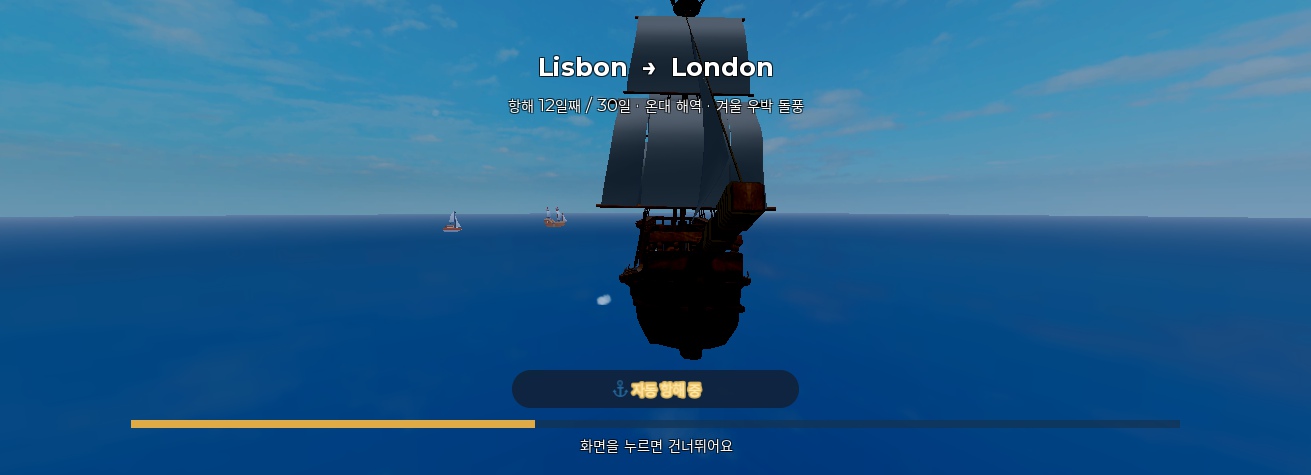 Lisbon → London
항해 12일째 / 30일 · 온대 해역 · 겨울 우박 돌풍
⚓ 자동 항해 중
화면을 누르면 건너뛰어요